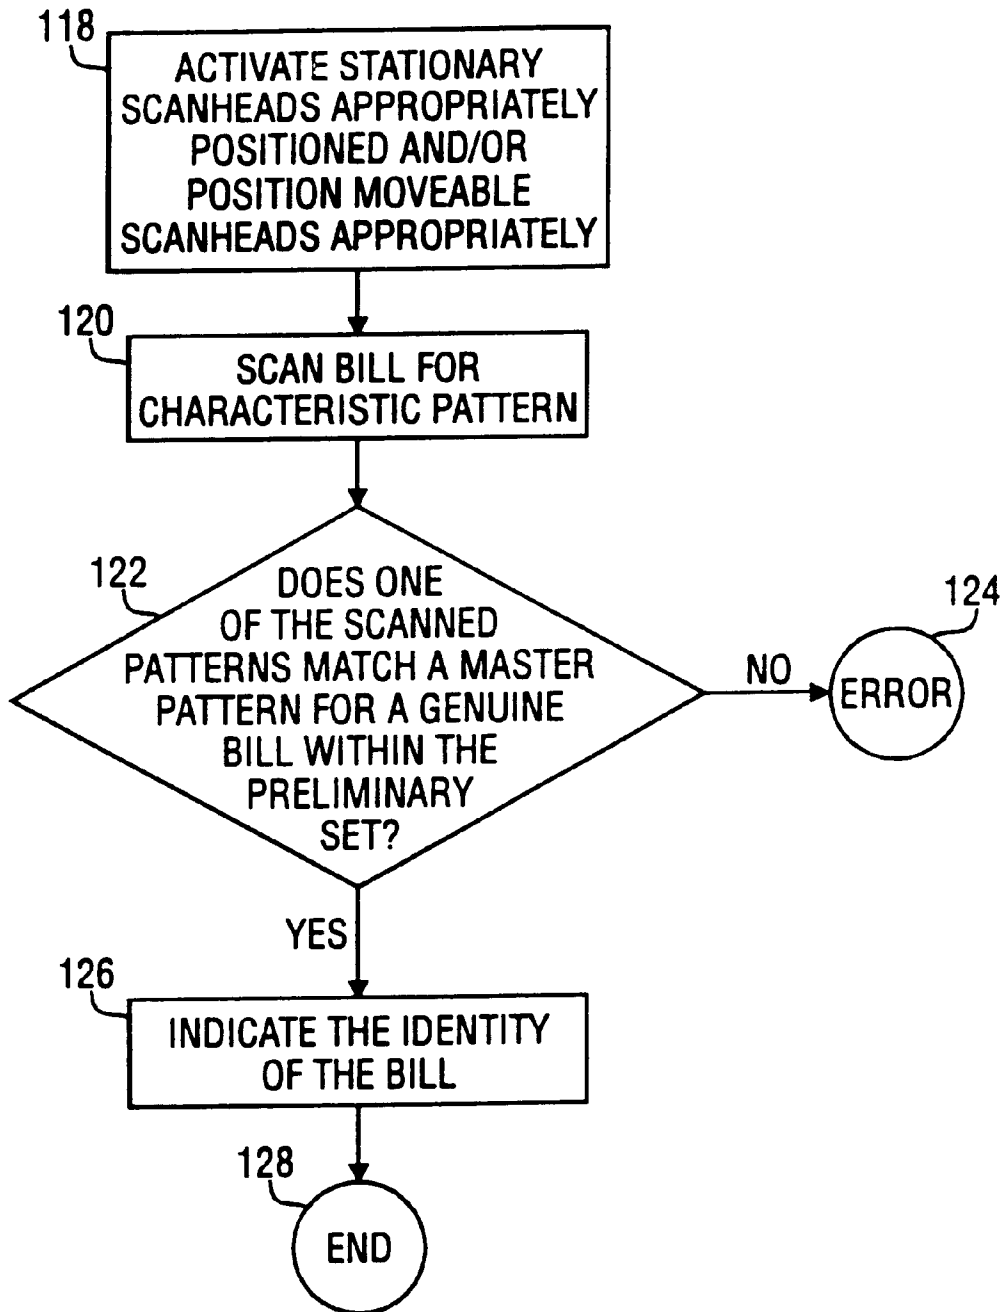 118
ACTIVATE STATIONARY
SCANHEADS APPROPRIATELY
POSITIONED AND/OR
POSITION MOVEABLE
SCANHEADS APPROPRIATELY
120
SCAN BILL FOR
CHARACTERISTIC PATTERN
122
DOES ONE
OF THE SCANNED
PATTERNS MATCH A MASTER
PATTERN FOR A GENUINE
BILL WITHIN THE
PRELIMINARY
SET?
NO
124
ERROR
YES
126
INDICATE THE IDENTITY
OF THE BILL
128
END